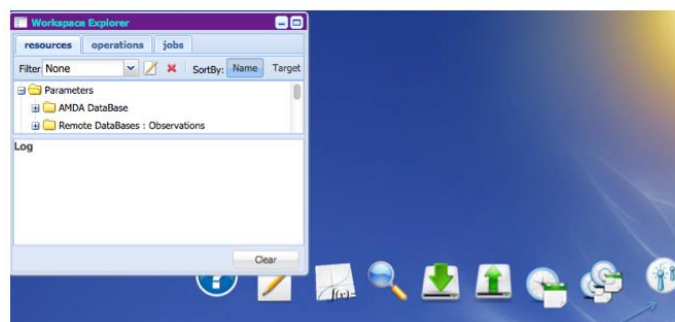 Workspace Explorer
resources operations jobs
Filter: None SortBy: Name Target
Parameters
AMDA DataBase
Remote DataBases : Observations
Log
Clear
?
f(x)=